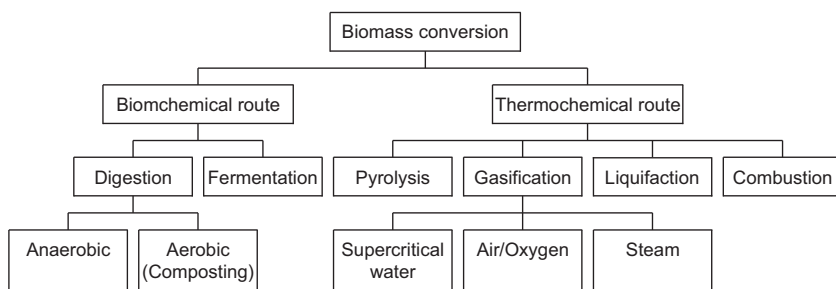 Biomass conversion
Biomchemical route
Thermochemical route
Digestion
Fermentation
Pyrolysis
Gasification
Liquifaction
Combustion
Anaerobic
Aerobic
(Composting)
Supercritical
water
Air/Oxygen
Steam